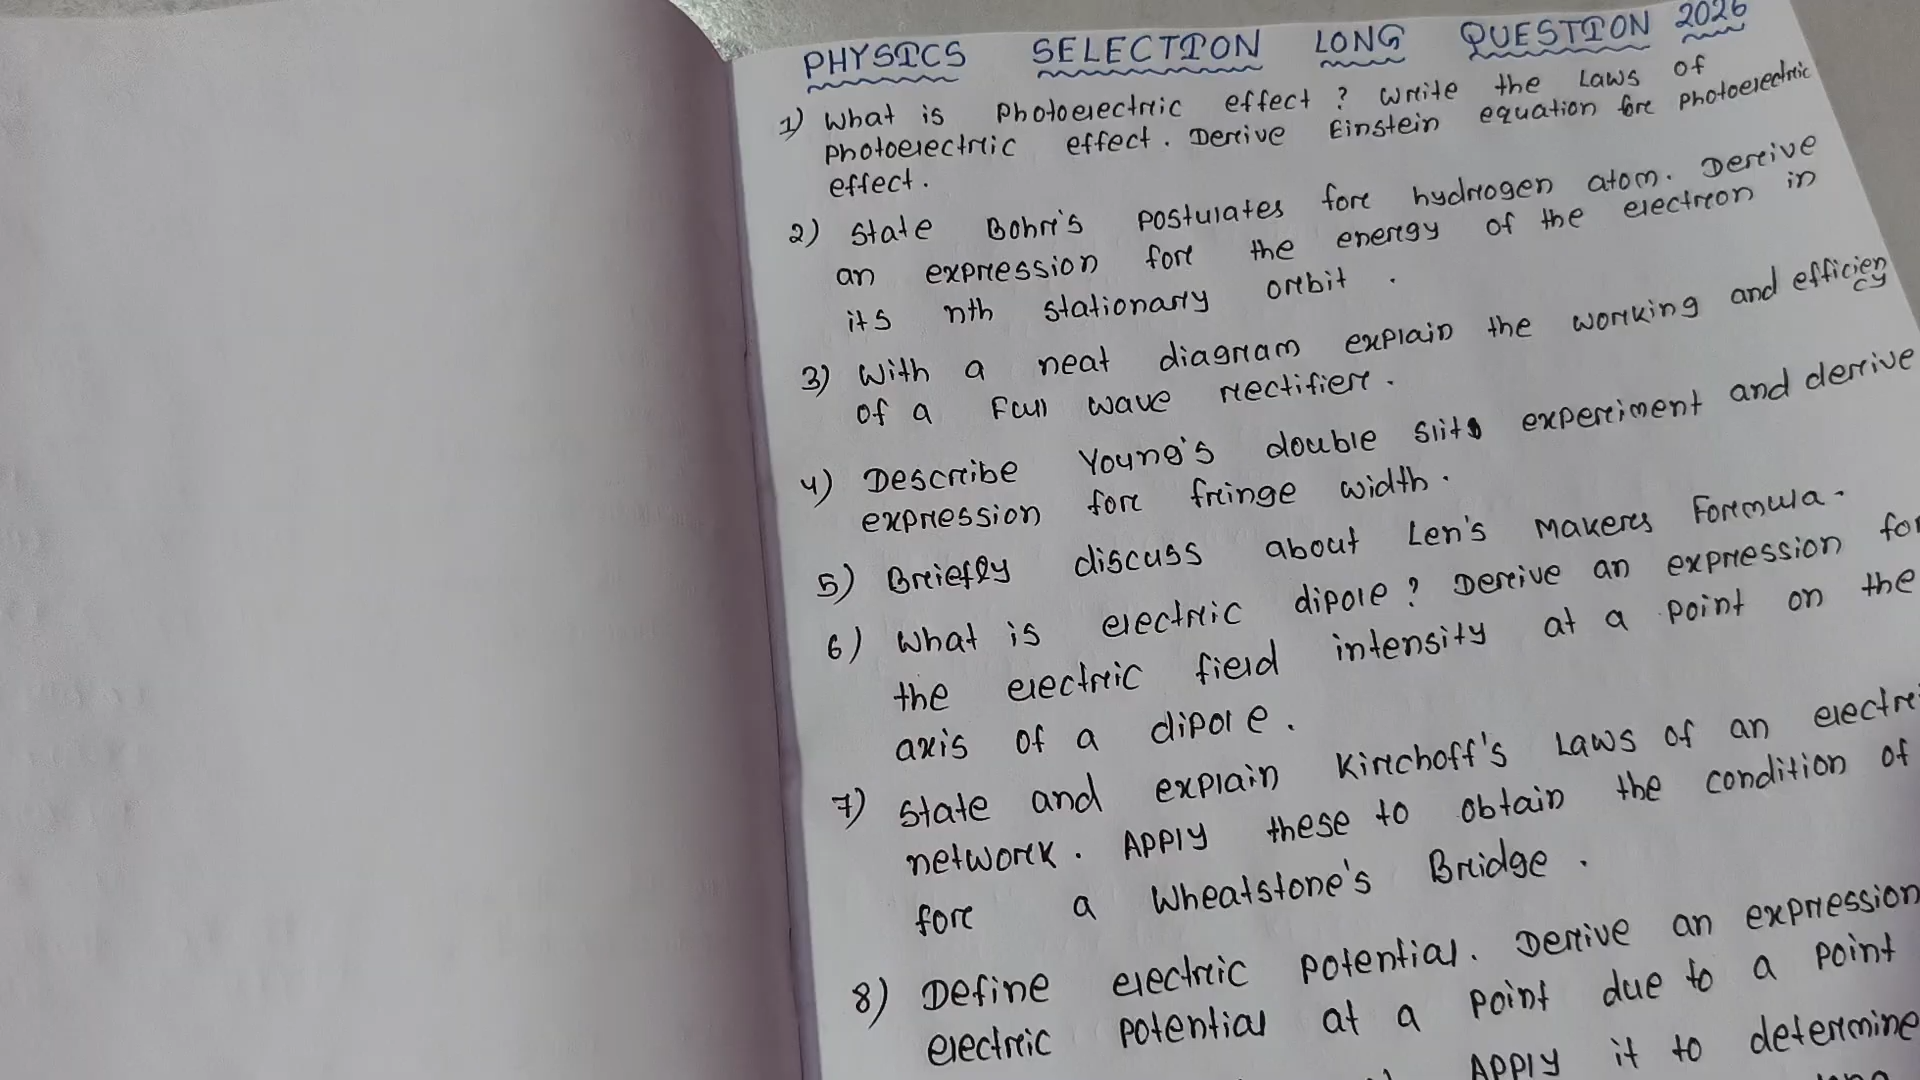 PHYSICS SELECTION LONG QUESTION 2026
1) What is Photoelectric effect ? Write the Laws of
Photoelectric effect. Derive Einstein equation for Photoelectric
effect.
2) State Bohr's Postulates for hydrogen atom. Derive
an expression for the energy of the electron in
its nth stationary orbit .
3) With a neat diagram explain the working and efficien
cy
of a Full wave rectifier.
4) Describe Young's double slit experiment and derive
expression for fringe width.
5) Briefly discuss about Len's Makers Formula.
6) What is electric dipole ? Derive an expression for
the electric field intensity at a point on the
axis of a dipole.
7) State and explain Kirchoff's Laws of an electri
network. Apply these to obtain the condition of
for a Wheatstone's Bridge .
8) Define electric Potential. Derive an expression
electric Potential at a Point due to a Point
Apply it to determine